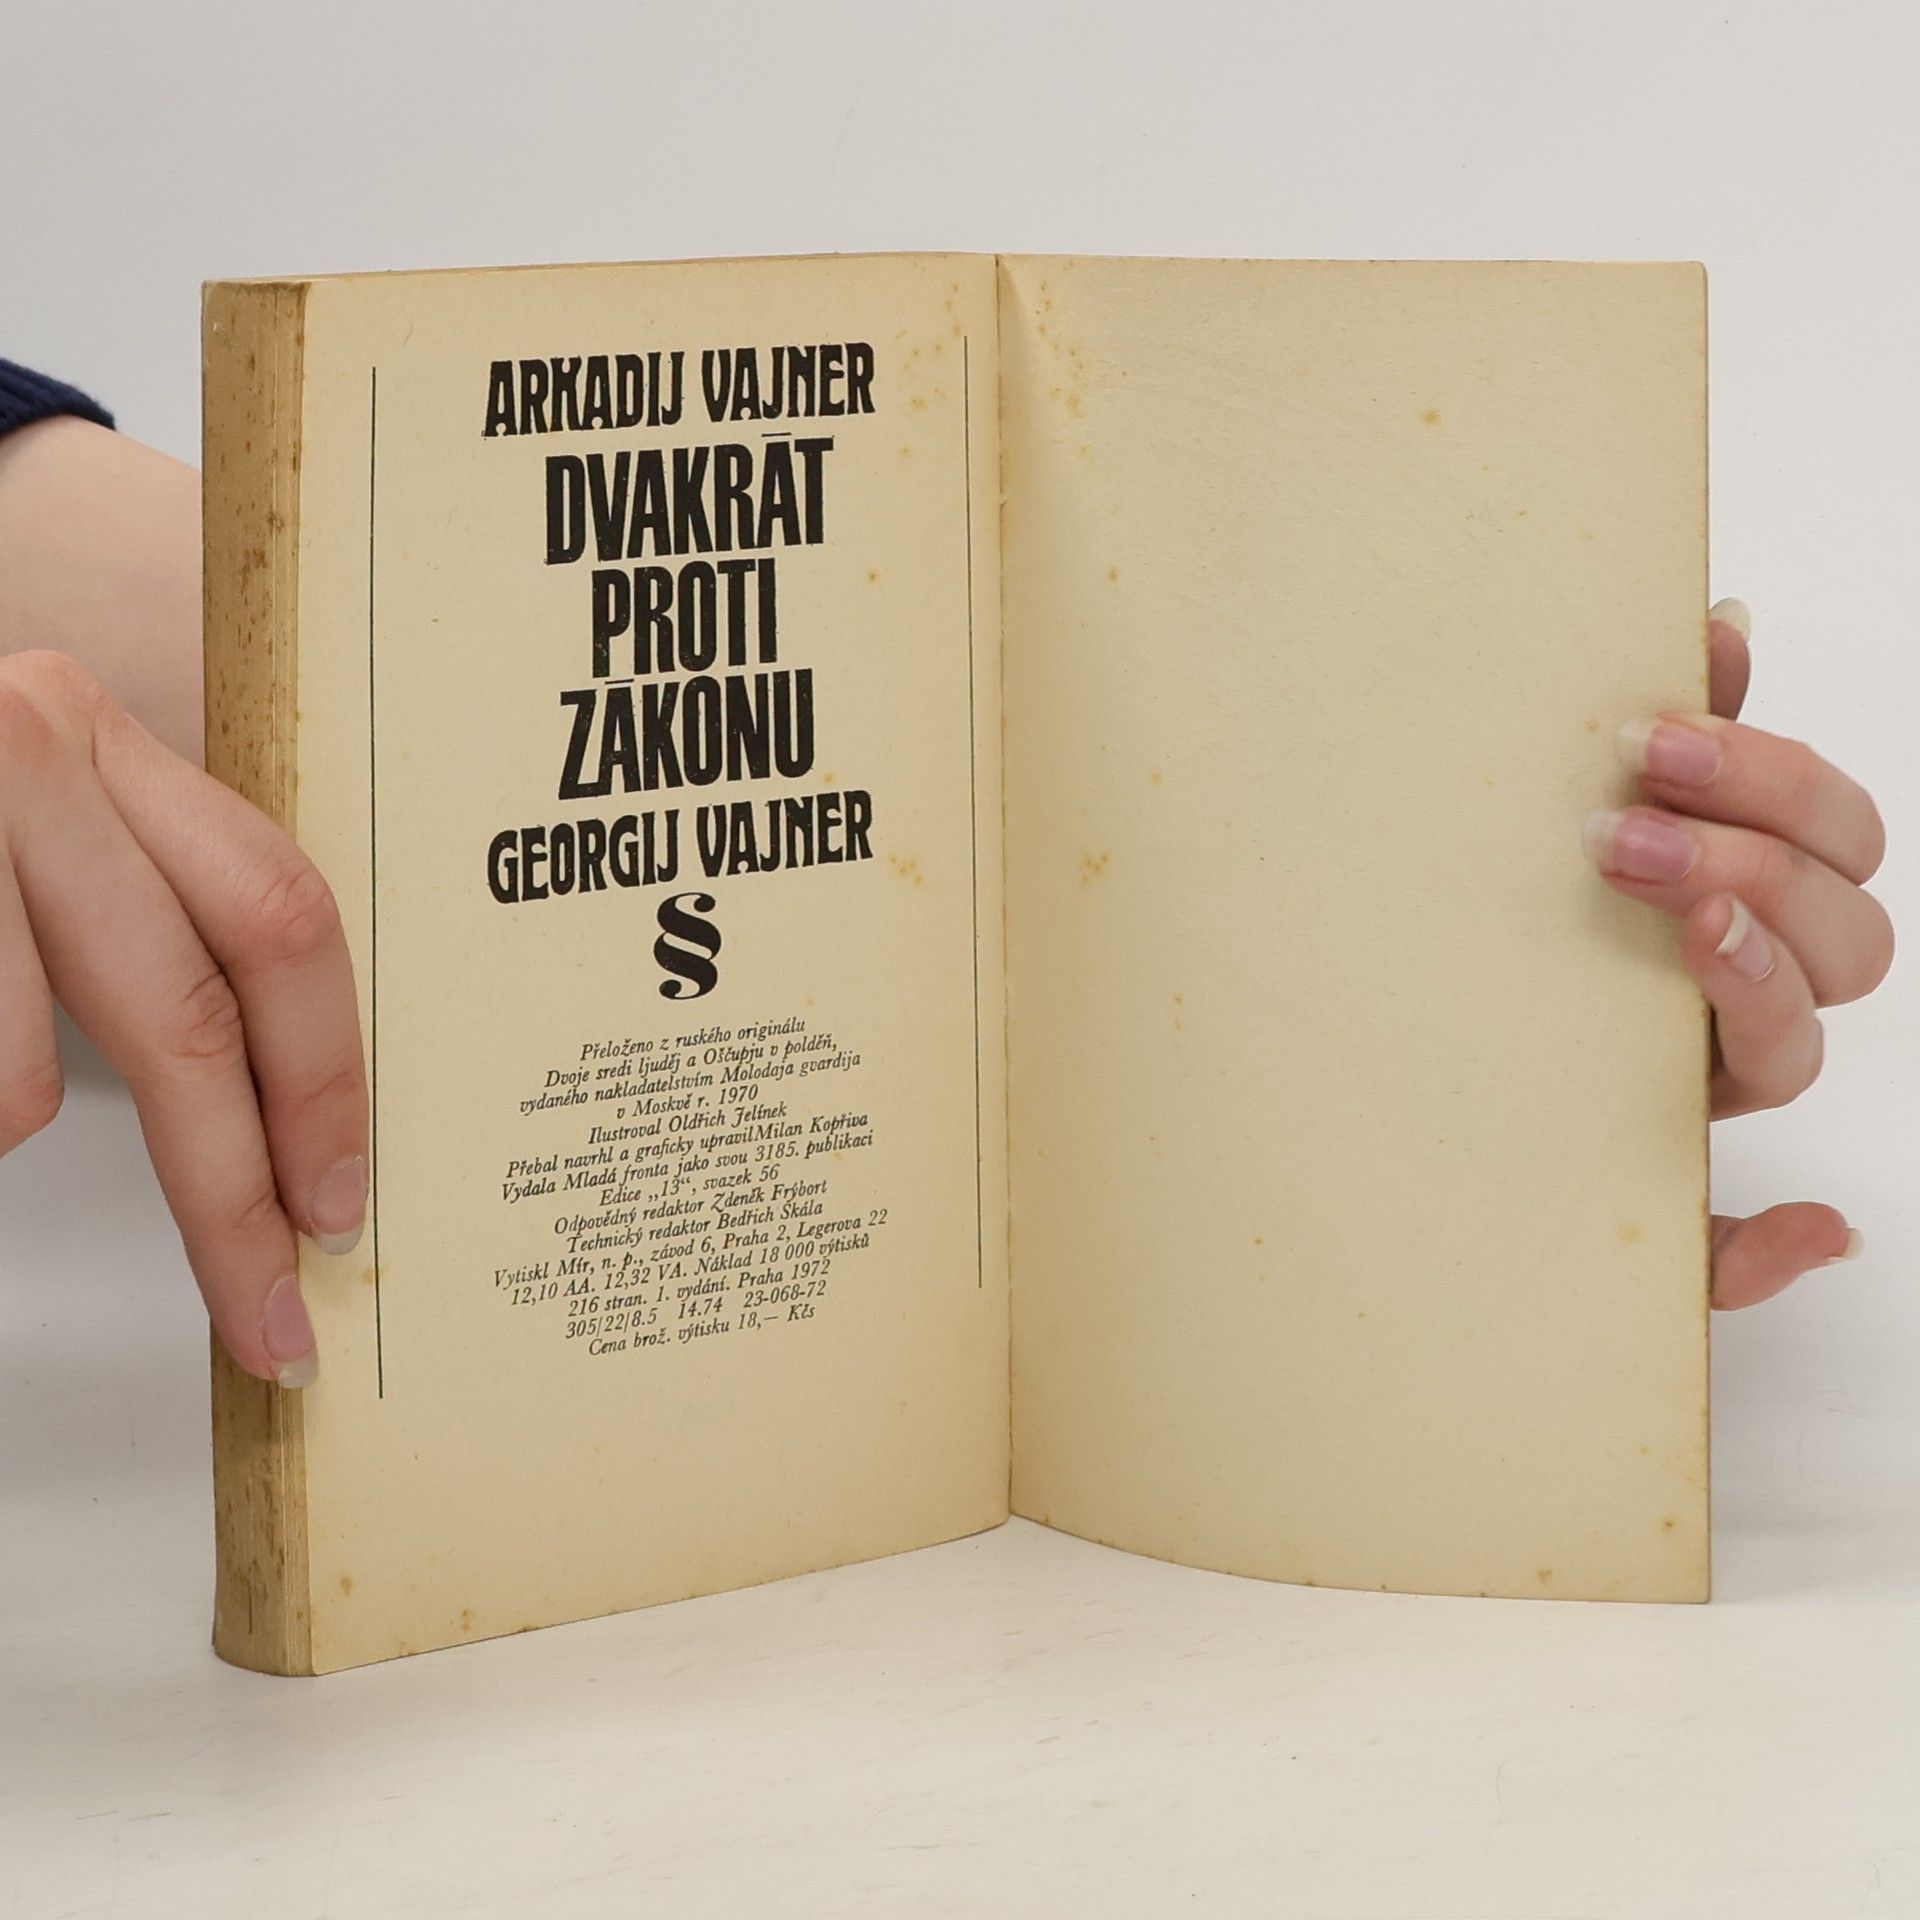 ARKADIJ VAJNER
DVAKRÁT
PROTI
ZÁKONU
GEORGIJ VAJNER
§
Přeloženo z ruského originálu
Dvoje sredi ljuděj a Oščupju v polděň,
vydaného nakladatelstvím Molodaja gvardija
v Moskvě r. 1970
Ilustroval Oldřich Jelínek
Přebal navrhl a graficky upravil Milan Kopřiva
Vydala Mladá fronta jako svou 3185. publikaci
Edice „13“, svazek 56
Odpovědný redaktor Zdeněk Frýbort
Technický redaktor Bedřich Škála
Vytiskl Mír, n. p., závod 6, Praha 2, Legerova 22
12,10 AA. 12,32 VA. Náklad 18 000 výtisků
216 stran. 1. vydání. Praha 1972
305/22/8.5 14.74 23-068-72
Cena brož. výtisku 18,— Kčs